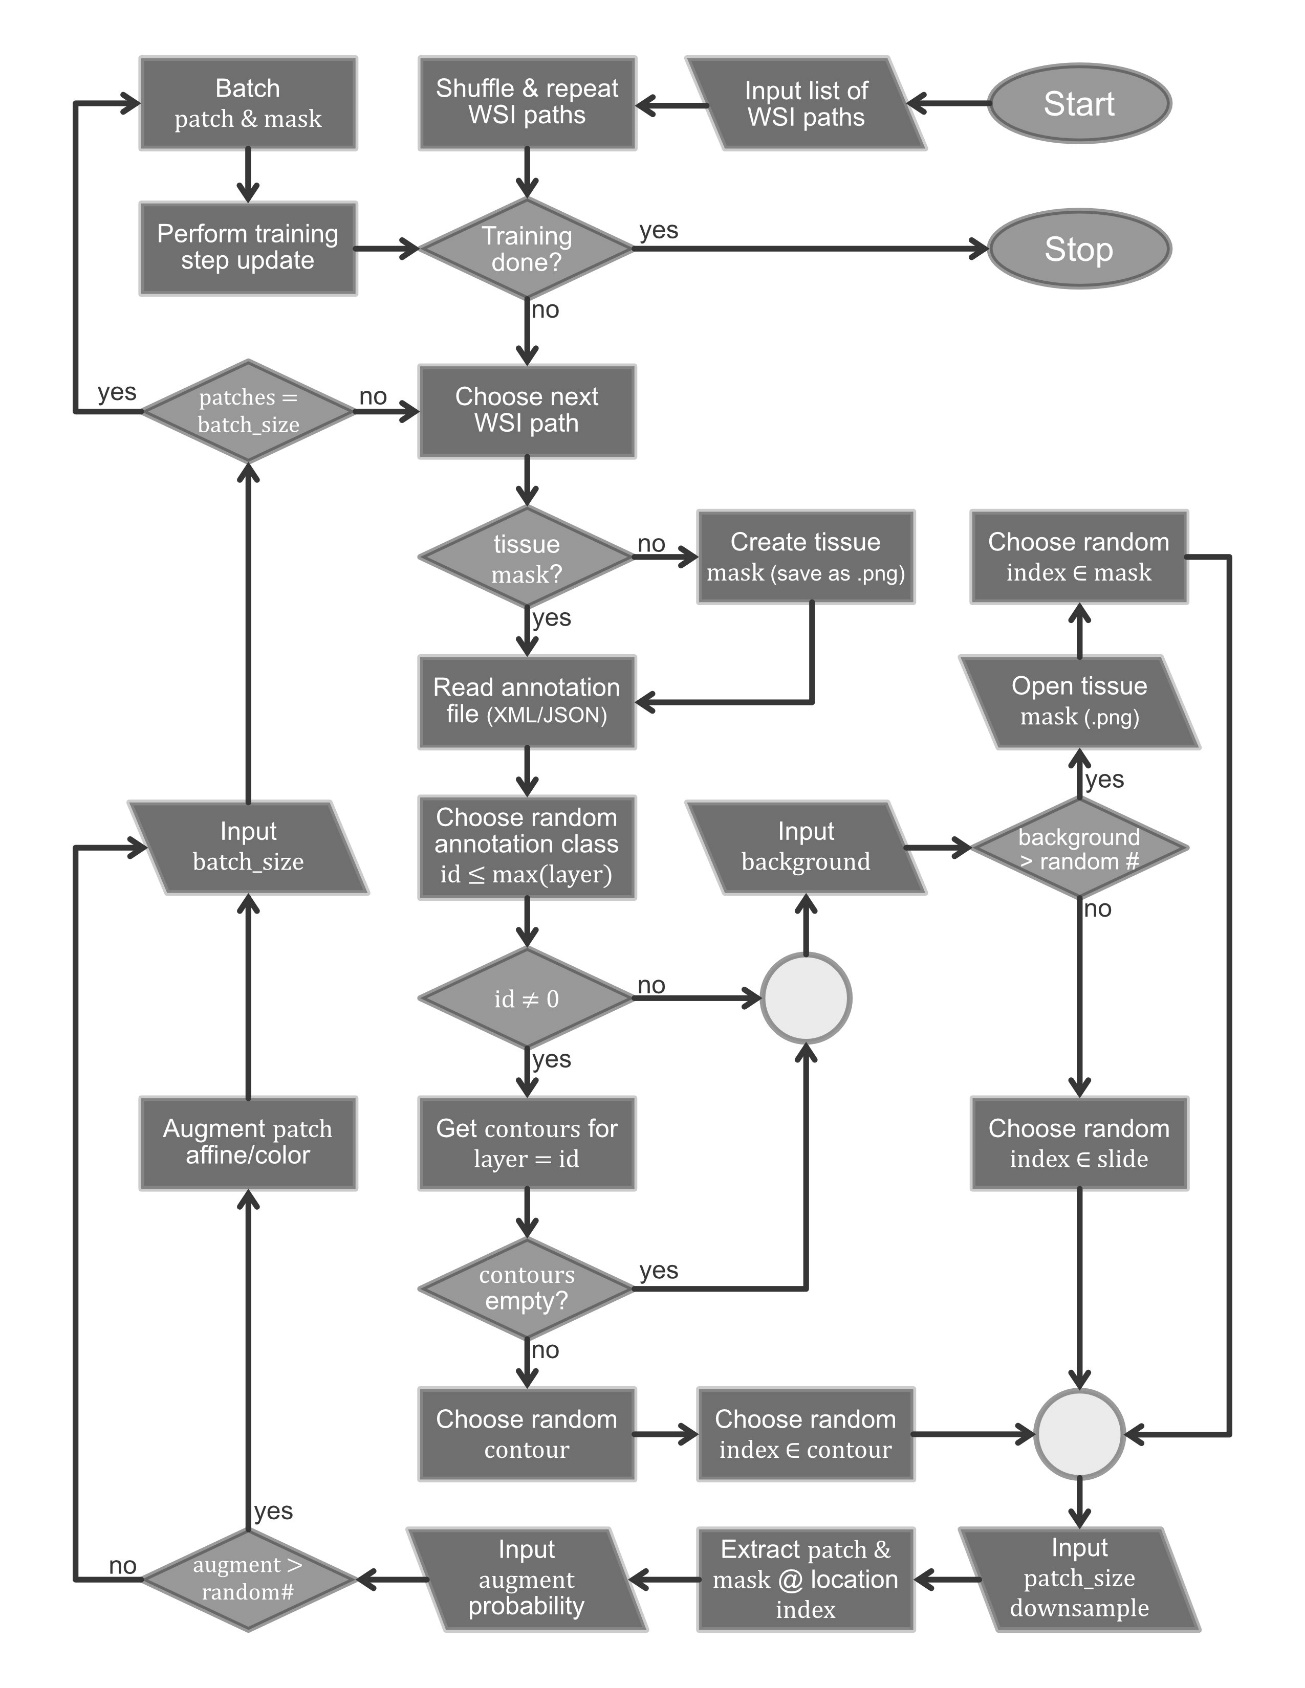 Batch
patch & mask
Shuffle & repeat
WSI paths
Input list of
WSI paths
Start
Perform training
step update
Training
done?
yes
Stop
no
yes
patches =
batch_size
no
Choose next
WSI path
tissue
mask?
no
Create tissue
mask (save as .png)
Choose random
index ∈ mask
yes
Read annotation
file (XML/JSON)
Open tissue
mask (.png)
yes
Input
batch_size
Choose random
annotation class
id ≤ max(layer)
Input
background
background
> random #
no
id ≠ 0
no
yes
Augment patch
affine/color
Get contours for
layer = id
Choose random
index ∈ slide
contours
empty?
yes
no
Choose random
contour
Choose random
index ∈ contour
yes
no
augment >
random#
Input
augment
probability
Extract patch &
mask @ location
index
Input
patch_size
downsample